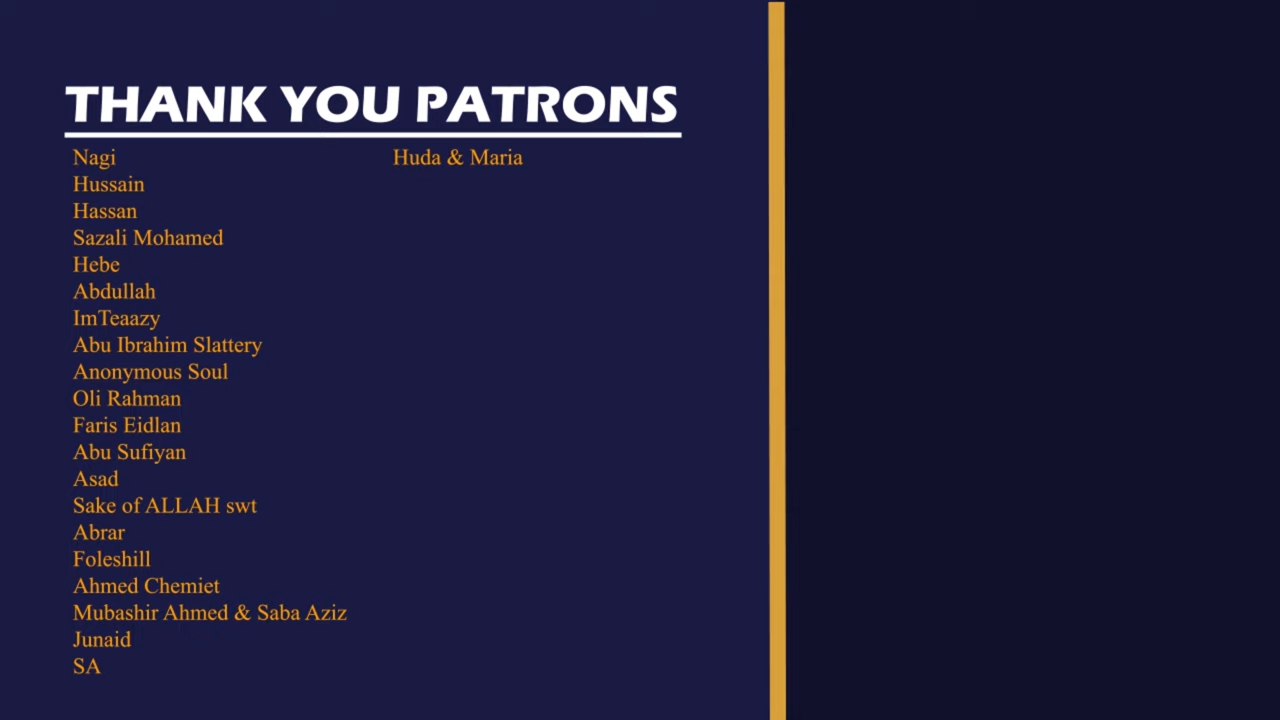 THANK YOU PATRONS
Nagi
Hussain
Hassan
Sazali Mohamed
Hebe
Abdullah
ImTeaazy
Abu Ibrahim Slattery
Anonymous Soul
Oli Rahman
Faris Eidlan
Abu Sufiyan
Asad
Sake of ALLAH swt
Abrar
Foleshill
Ahmed Chemiet
Mubashir Ahmed & Saba Aziz
Junaid
SA
Huda & Maria